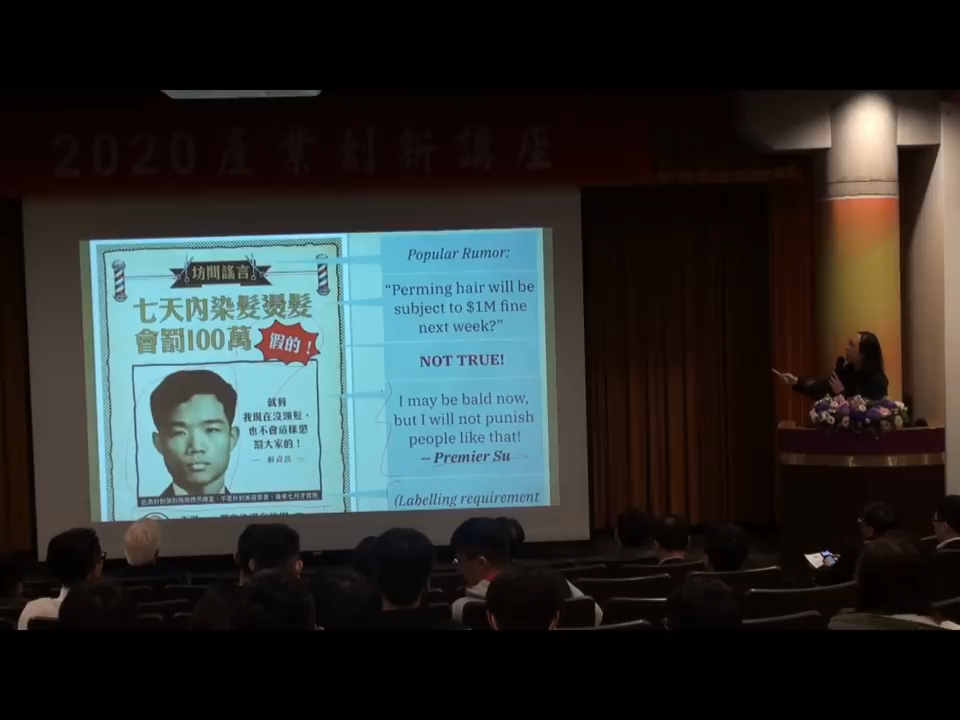 2020產業創新講座
坊間謠言
七天內染髮燙髮
會罰100萬
假的！
就算
我現在沒頭髮，
也不會這樣懲
罰大家的！
— 蘇貞昌
Popular Rumor:
“Perming hair will be
subject to $1M fine
next week?”
NOT TRUE!
I may be bald now,
but I will not punish
people like that!
— Premier Su
(Labelling requirement